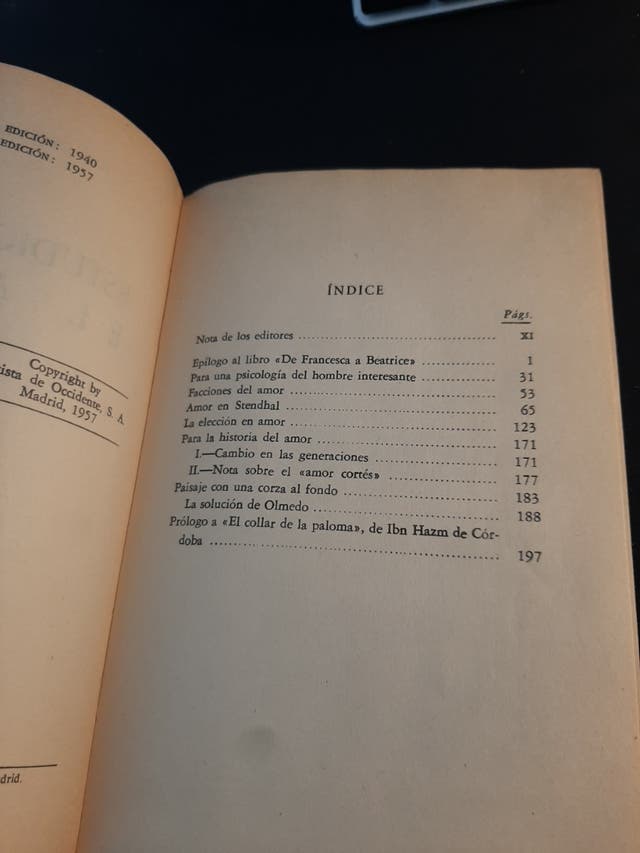 EDICIÓN: 1940
EDICIÓN: 1957
Copyright by
ista de Occidente, S. A.
Madrid, 1957
drid.
ÍNDICE
Págs.
Nota de los editores ........................ XI
Epílogo al libro «De Francesca a Beatrice» ............ 1
Para una psicología del hombre interesante ............ 31
Facciones del amor ........................ 53
Amor en Stendhal ........................ 65
La elección en amor ........................ 123
Para la historia del amor ........................ 171
I.—Cambio en las generaciones ........................ 171
II.—Nota sobre el «amor cortés» ........................ 177
Paisaje con una corza al fondo ........................ 183
La solución de Olmedo ........................ 188
Prólogo a «El collar de la paloma», de Ibn Hazm de Cór-
doba ........................ 197